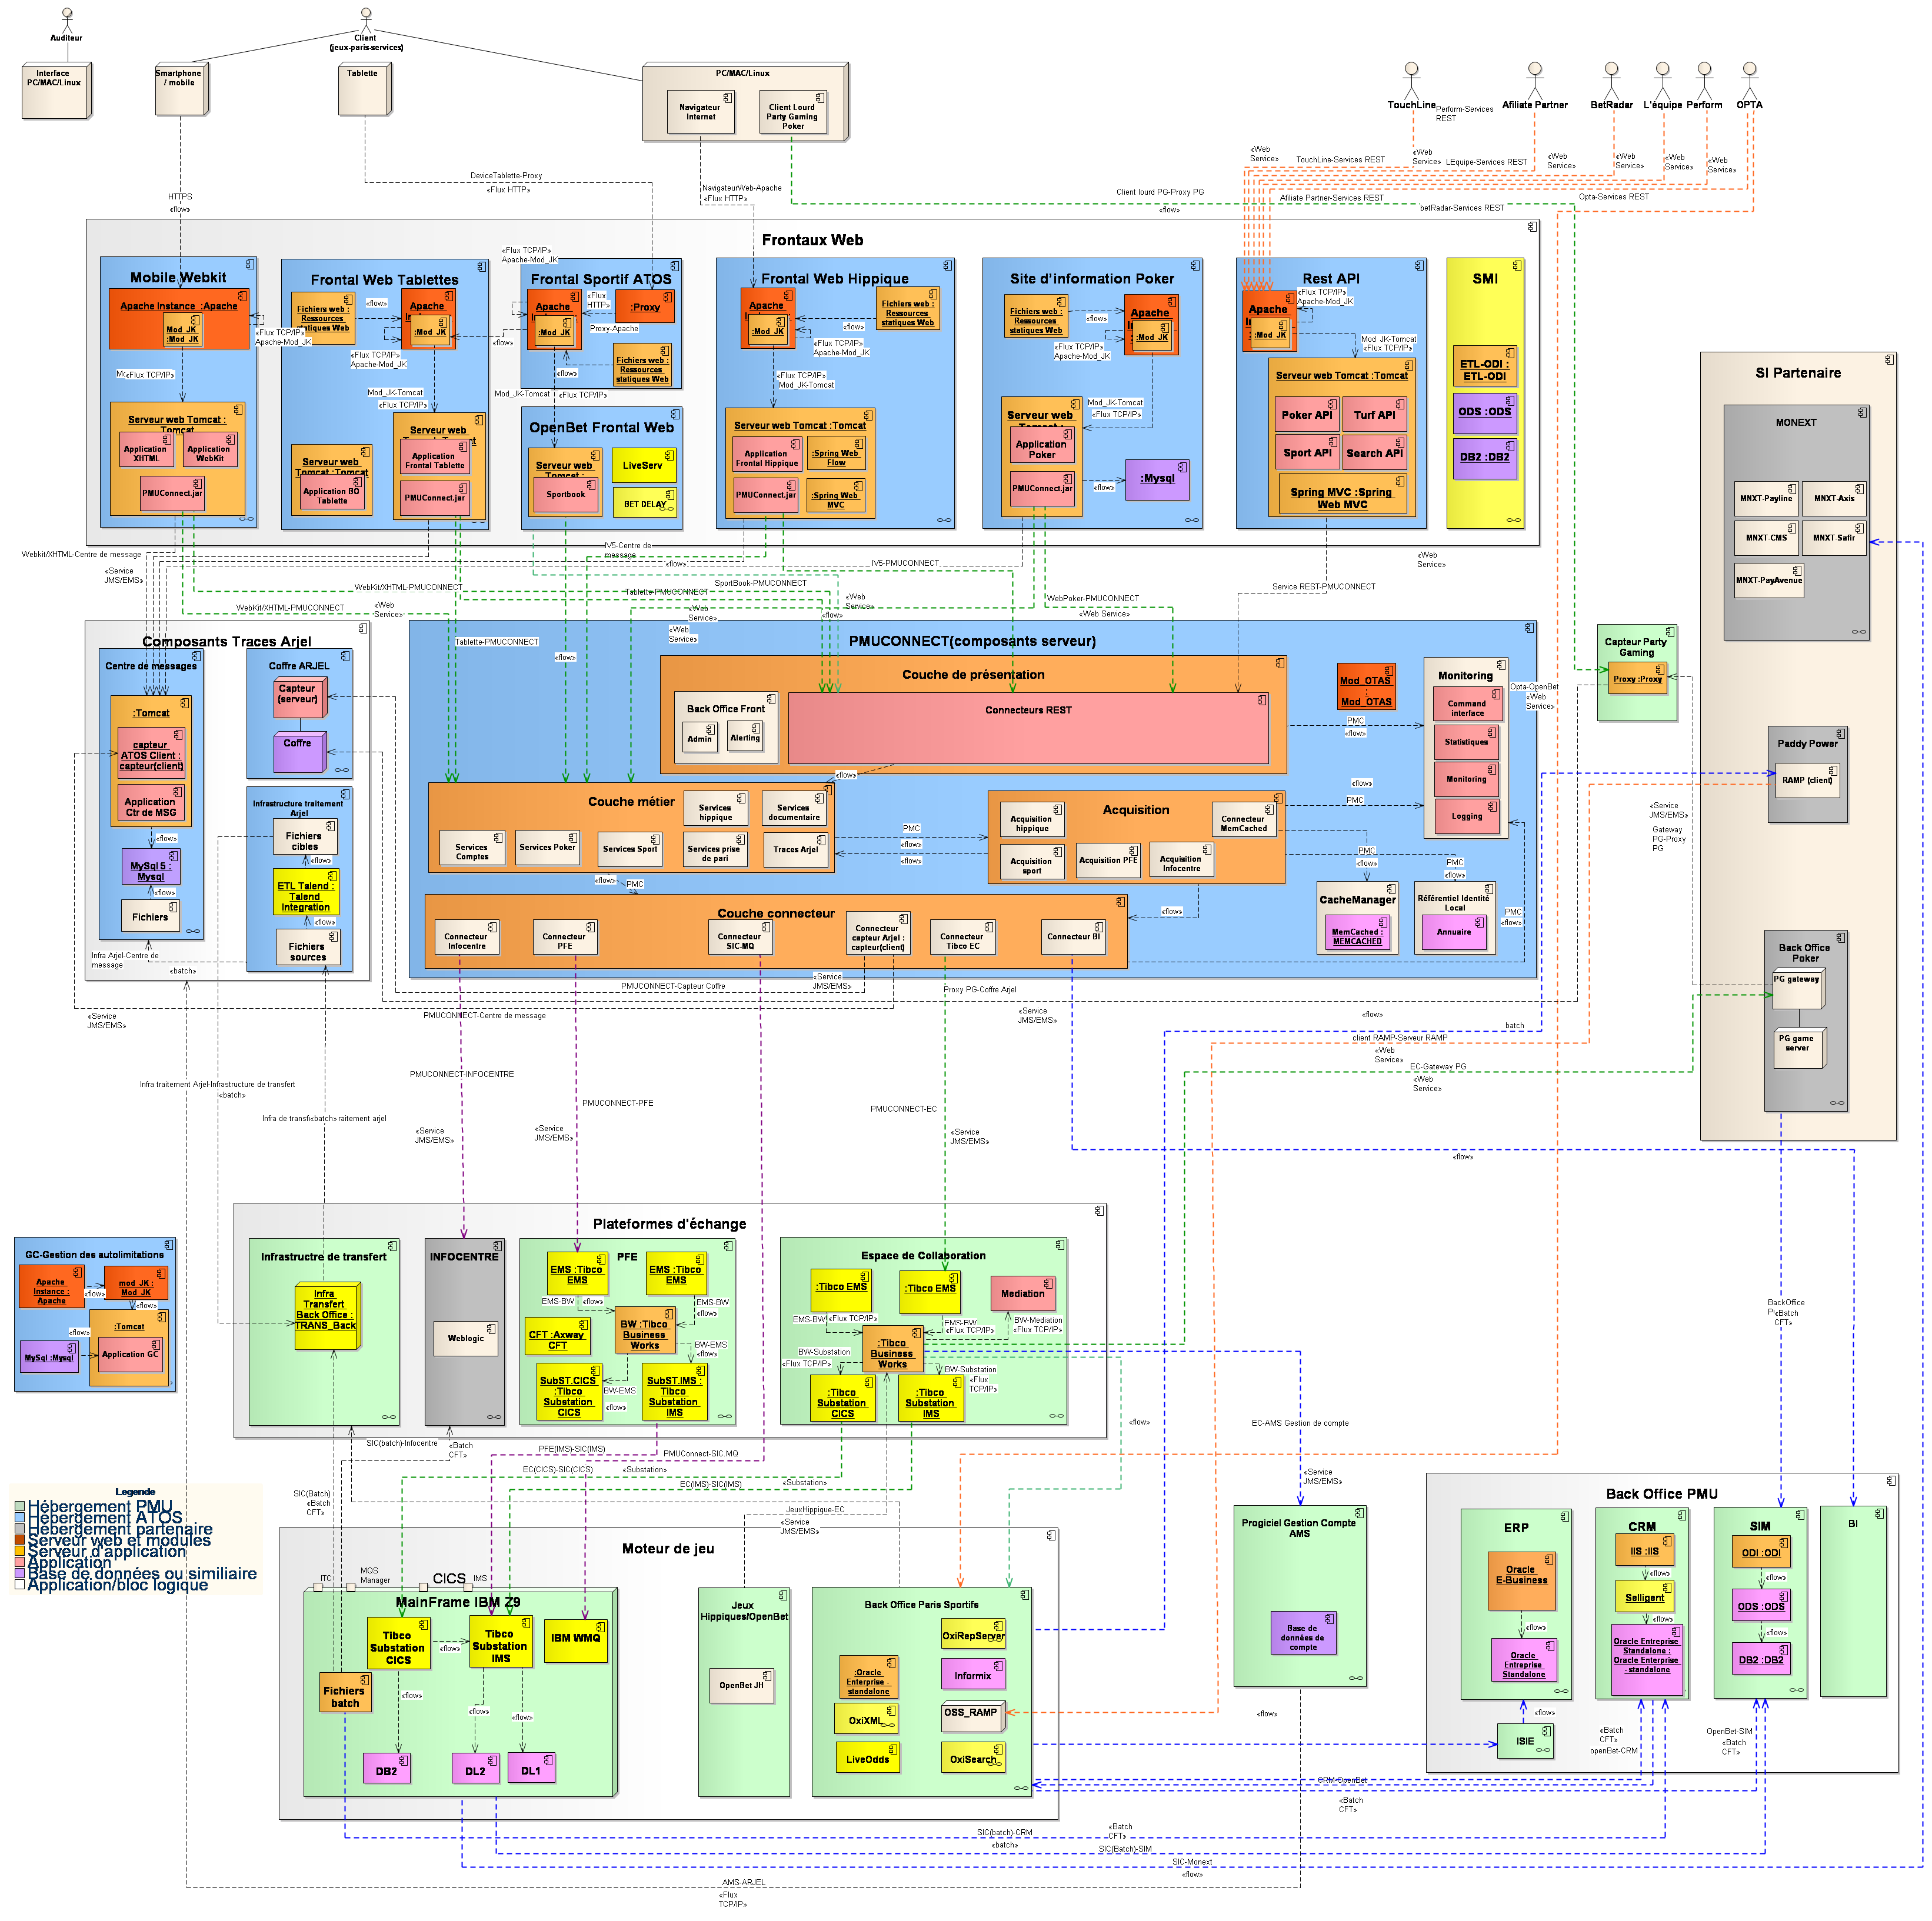 Auditeur
Client
(jeux-paris-services)
Interface
PC/MAC/Linux
Smartphone
/ mobile
Tablette
PC/MAC/Linux
Navigateur
Internet
Client Lourd
Party Gaming
Poker
TouchLine
Perform-Services
REST
Afiliate Partner
BetRadar
L'équipe
Perform
OPTA
HTTPS
«flow»
DeviceTablette-Proxy
«Flux HTTP»
NavigateurWeb-Apache
«Flux HTTP»
Client lourd PG-Proxy PG
«flow»
«Web
Service»
TouchLine-Services REST
«Web
Service»
LEquipe-Services REST
«Web
Service»
«Web
Service»
«Web
Service»
Afiliate Partner-Services REST
betRadar-Services REST
Opta-Services REST
Frontaux Web
Mobile Webkit
Apache Instance :Apache
Mod_JK
:Mod_JK
«Flux TCP/IP»
Apache-Mod_JK
«Flux TCP/IP»
Serveur web Tomcat :
Tomcat
Application
XHTML
Application
WebKit
PMUConnect.jar
Frontal Web Tablettes
Fichiers web :
Ressources
statiques Web
«flow»
Apache
:Mod_JK
«Flux TCP/IP»
Apache-Mod_JK
Mod_JK-Tomcat
«Flux TCP/IP»
Serveur web
Tomcat :Tomcat
Application BO
Tablette
Serveur web
Application
Frontal Tablette
PMUConnect.jar
«Flux TCP/IP»
Apache-Mod_JK
Frontal Sportif ATOS
Apache
:Mod_JK
«Flux
HTTP»
:Proxy
Proxy-Apache
«flow»
Fichiers web :
Ressources
statiques Web
«flow»
Mod_JK-Tomcat
«Flux TCP/IP»
OpenBet Frontal Web
Serveur web
Tomcat :
Sportbook
LiveServ
BET DELAY
Frontal Web Hippique
Apache
:Mod_JK
Fichiers web :
Ressources
statiques Web
«flow»
«Flux TCP/IP»
Apache-Mod_JK
«Flux TCP/IP»
Mod_JK-Tomcat
Serveur web Tomcat :Tomcat
Application
Frontal Hippique
:Spring Web
Flow
PMUConnect.jar
:Spring Web
MVC
Site d'information Poker
Fichiers web :
Ressources
statiques Web
«flow»
Apache
:Mod_JK
«Flux TCP/IP»
Apache-Mod_JK
Mod_JK-Tomcat
«Flux TCP/IP»
Serveur web
Application
Poker
PMUConnect.jar
«flow»
:Mysql
Rest API
Apache
:Mod_JK
«Flux TCP/IP»
Apache-Mod_JK
Mod_JK-Tomcat
«Flux TCP/IP»
Serveur web Tomcat :Tomcat
Poker API
Turf API
Sport API
Search API
Spring MVC :Spring
Web MVC
SMI
ETL-ODI :
ETL-ODI
ODS :ODS
DB2 :DB2
SI Partenaire
MONEXT
MNXT-Payline
MNXT-Axis
MNXT-CMS
MNXT-Safir
MNXT-PayAvenue
Webkit/XHTML-Centre de message
«Service
JMS/EMS»
IV5-Centre de
message
«flow»
IV5-PMUCONNECT
WebKit/XHTML-PMUCONNECT
SportBook-PMUCONNECT
Tablette-PMUCONNECT
WebKit/XHTML-PMUCONNECT
«Web
Service»
«Web
Service»
«Web
Service»
«flow»
WebPoker-PMUCONNECT
«Web Service»
Service REST-PMUCONNECT
«Web
Service»
Tablette-PMUCONNECT
«Web
Service»
«flow»
Composants Traces Arjel
Centre de messages
:Tomcat
capteur
ATOS Client :
capteur(client)
Application
Ctr de MSG
«flow»
MySql 5 :
Mysql
«flow»
Fichiers
Coffre ARJEL
Capteur
(serveur)
Coffre
Infrastructure traitement
Arjel
Fichiers
cibles
«flow»
ETL Talend :
Talend
Integration
«flow»
Fichiers
sources
Infra Arjel-Centre de
message
«batch»
PMUCONNECT(composants serveur)
Couche de présentation
Back Office Front
Admin
Alerting
Connecteurs REST
«flow»
Mod_OTAS
:
Mod_OTAS
PMC
«flow»
Monitoring
Command
interface
Statistiques
Monitoring
Logging
Opta-OpenBet
«Web
Service»
Couche métier
Services
hippique
Services
documentaire
Services
Comptes
Services Poker
Services Sport
Services prise
de pari
Traces Arjel
PMC
«flow»
«flow»
Acquisition
Acquisition
hippique
Connecteur
MemCached
Acquisition
sport
Acquisition PFE
Acquisition
Infocentre
«flow»
PMC
PMC
«flow»
PMC
«flow»
CacheManager
MemCached :
MEMCACHED
Référentiel Identité
Local
Annuaire
PMC
«flow»
«flow»
PMC
«flow»
Couche connecteur
Connecteur
Infocentre
Connecteur
PFE
Connecteur
SIC-MQ
Connecteur
capteur Arjel :
capteur(client)
Connecteur
Tibco EC
Connecteur BI
Capteur Party
Gaming
Proxy :Proxy
Paddy Power
RAMP (client)
«Service
JMS/EMS»
Gateway
PG-Proxy
PG
Back Office
Poker
PG gateway
PG game
server
PMUCONNECT-Capteur Coffre
«Service
JMS/EMS»
Proxy PG-Coffre Arjel
«Service
JMS/EMS»
PMUCONNECT-Centre de message
«Service
JMS/EMS»
«flow»
batch
client RAMP-Serveur RAMP
«Web
Service»
EC-Gateway PG
«Web
Service»
PMUCONNECT-INFOCENTRE
«Service
JMS/EMS»
PMUCONNECT-PFE
«Service
JMS/EMS»
PMUCONNECT-EC
«Service
JMS/EMS»
«flow»
Infra traitement Arjel-Infrastructure de transfert
«batch»
Infra de transf«batch»raitement arjel
GC-Gestion des autolimitations
Apache
Instance :
Apache
«flow»
mod_JK :
Mod_JK
«flow»
:Tomcat
«flow»
MySql :Mysql
Application GC
Plateformes d'échange
Infrastructre de transfert
Infra
Transfert
Back Office :
TRANS_Back
INFOCENTRE
Weblogic
PFE
EMS :Tibco
EMS
EMS :Tibco
EMS
EMS-BW
«flow»
EMS-BW
«flow»
BW :Tibco
Business
Works
CFT :Axway
CFT
BW-EMS
«flow»
SubST.CICS
:Tibco
Substation
CICS
BW-EMS
«flow»
SubST.IMS :
Tibco
Substation
IMS
Espace de Collaboration
:Tibco EMS
:Tibco EMS
Mediation
EMS-BW
«Flux TCP/IP»
EMS-BW
«Flux TCP/IP»
BW-Mediation
«Flux TCP/IP»
:Tibco
Business
Works
BW-Substation
«Flux TCP/IP»
BW-Substation
«Flux
TCP/IP»
:Tibco
Substation
CICS
:Tibco
Substation
IMS
BackOffice
«Batch
CFT»
EC-AMS Gestion de compte
«flow»
«Service
JMS/EMS»
SIC(batch)-Infocentre
«Batch
CFT»
PFE(IMS)-SIC(IMS)
PMUConnect-SIC.MQ
EC(CICS)-SIC(CICS)
«Substation»
EC(IMS)-SIC(IMS)
«Substation»
SIC(Batch)
«Batch
CFT»
JeuxHippique-EC
«Service
JMS/EMS»
Legende
Hébergement PMU
Hébergement ATOS
Hébergement partenaire
Serveur web et modules
Serveur d'application
Application
Base de données ou similiaire
Application/bloc logique
Moteur de jeu
ITC
MQS
Manager
CICS
IMS
MainFrame IBM Z9
Tibco
Substation
CICS
«flow»
Tibco
Substation
IMS
IBM WMQ
Fichiers
batch
«flow»
«flow»
«flow»
DB2
DL2
DL1
Jeux
Hippiques/OpenBet
OpenBet JH
Back Office Paris Sportifs
OxiRepServer
:Oracle
Enterprise -
standalone
Informix
OxiXML
OSS_RAMP
LiveOdds
OxiSearch
Progiciel Gestion Compte
AMS
Base de
données de
compte
«flow»
Back Office PMU
ERP
Oracle
E-Business
«flow»
Oracle
Entreprise
Standalone
«flow»
ISIE
CRM
IIS :IIS
«flow»
Selligent
«flow»
Oracle Entreprise
Standalone :
Oracle Enterprise
- standalone
SIM
ODI :ODI
«flow»
ODS :ODS
«flow»
DB2 :DB2
BI
«Batch
CFT»
openBet-CRM
OpenBet-SIM
«Batch
CFT»
CRM-OpenBet
«Batch
CFT»
SIC(batch)-CRM
«Batch
CFT»
«batch»
SIC(Batch)-SIM
SIC-Monext
«flow»
AMS-ARJEL
«Flux
TCP/IP»